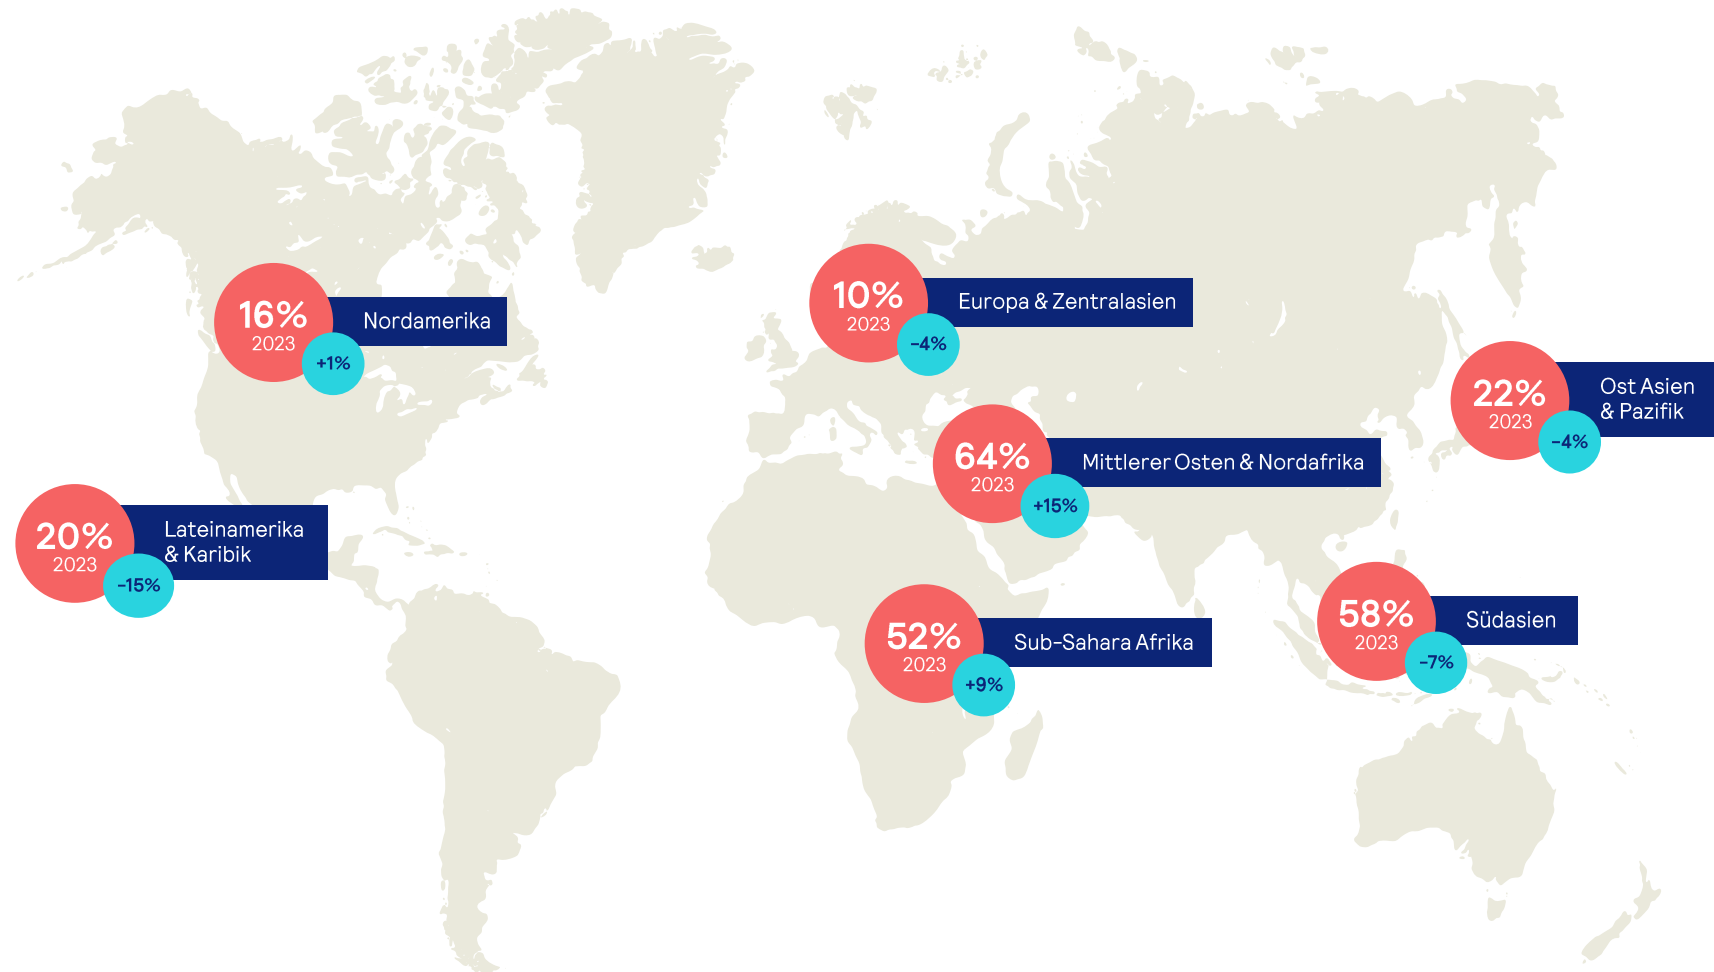 16%
2023
+1%
Nordamerika
10%
2023
-4%
Europa & Zentralasien
22%
2023
-4%
Ost Asien
& Pazifik
64%
2023
+15%
Mittlerer Osten & Nordafrika
20%
2023
-15%
Lateinamerika
& Karibik
52%
2023
+9%
Sub-Sahara Afrika
58%
2023
-7%
Südasien